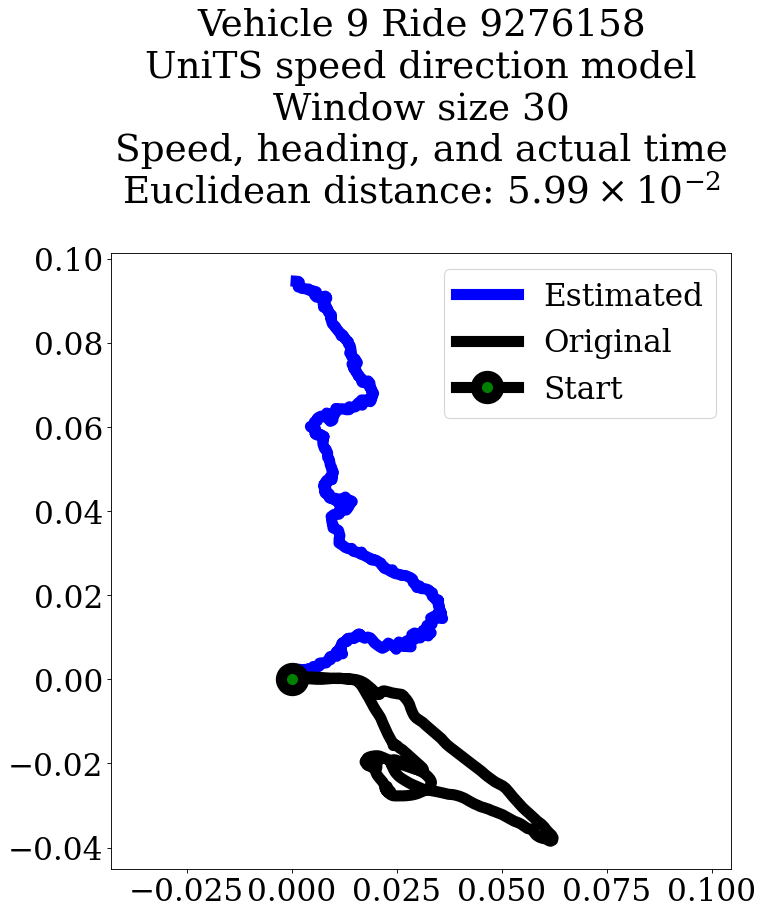 Vehicle 9 Ride 9276158
UniTS speed direction model
Window size 30
Speed, heading, and actual time
Euclidean distance: 5.99 × 10⁻²
0.10
0.08
0.06
0.04
0.02
0.00
−0.02
−0.04
Estimated
Original
Start
−0.025 0.000 0.025 0.050 0.075 0.100